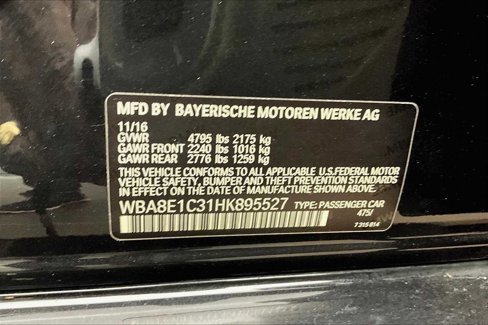 MFD BY BAYERISCHE MOTOREN WERKE AG
11/16
GVWR 4795 lbs 2175 kg
GAWR FRONT 2240 lbs 1016 kg
GAWR REAR 2776 lbs 1259 kg
THIS VEHICLE CONFORMS TO ALL APPLICABLE U.S.FEDERAL MOTOR
VEHICLE SAFETY, BUMPER AND THEFT PREVENTION STANDARDS
IN EFFECT ON THE DATE OF MANUFACTURE SHOWN ABOVE.
WBA8E1C31HK895527 TYPE: PASSENGER CAR
475/
7 315 814